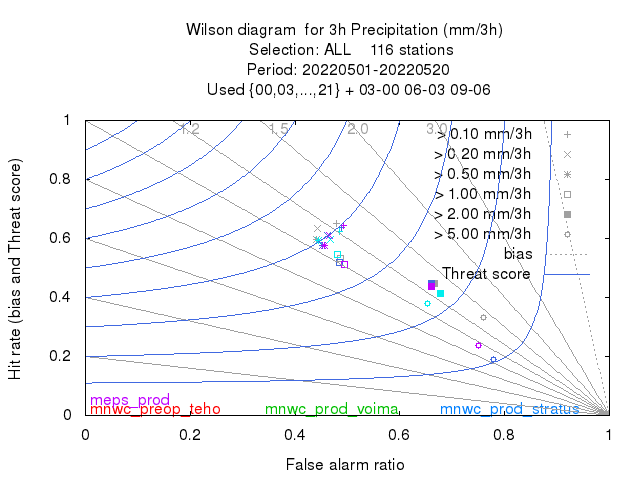 Wilson diagram  for 3h Precipitation (mm/3h)
Selection: ALL    116 stations
Period: 20220501-20220520
Used {00,03,...,21} + 03-00 06-03 09-06
1.2 1.5 2.0 3.0
> 0.10 mm/3h
> 0.20 mm/3h
> 0.50 mm/3h
> 1.00 mm/3h
> 2.00 mm/3h
> 5.00 mm/3h
bias
Threat score
1
0.8
0.6
0.4
0.2
0
Hit rate (bias and Threat score)
meps_prod
mnwc_preop_teho mnwc_prod_voima mnwc_prod_stratus
0 0.2 0.4 0.6 0.8 1
False alarm ratio